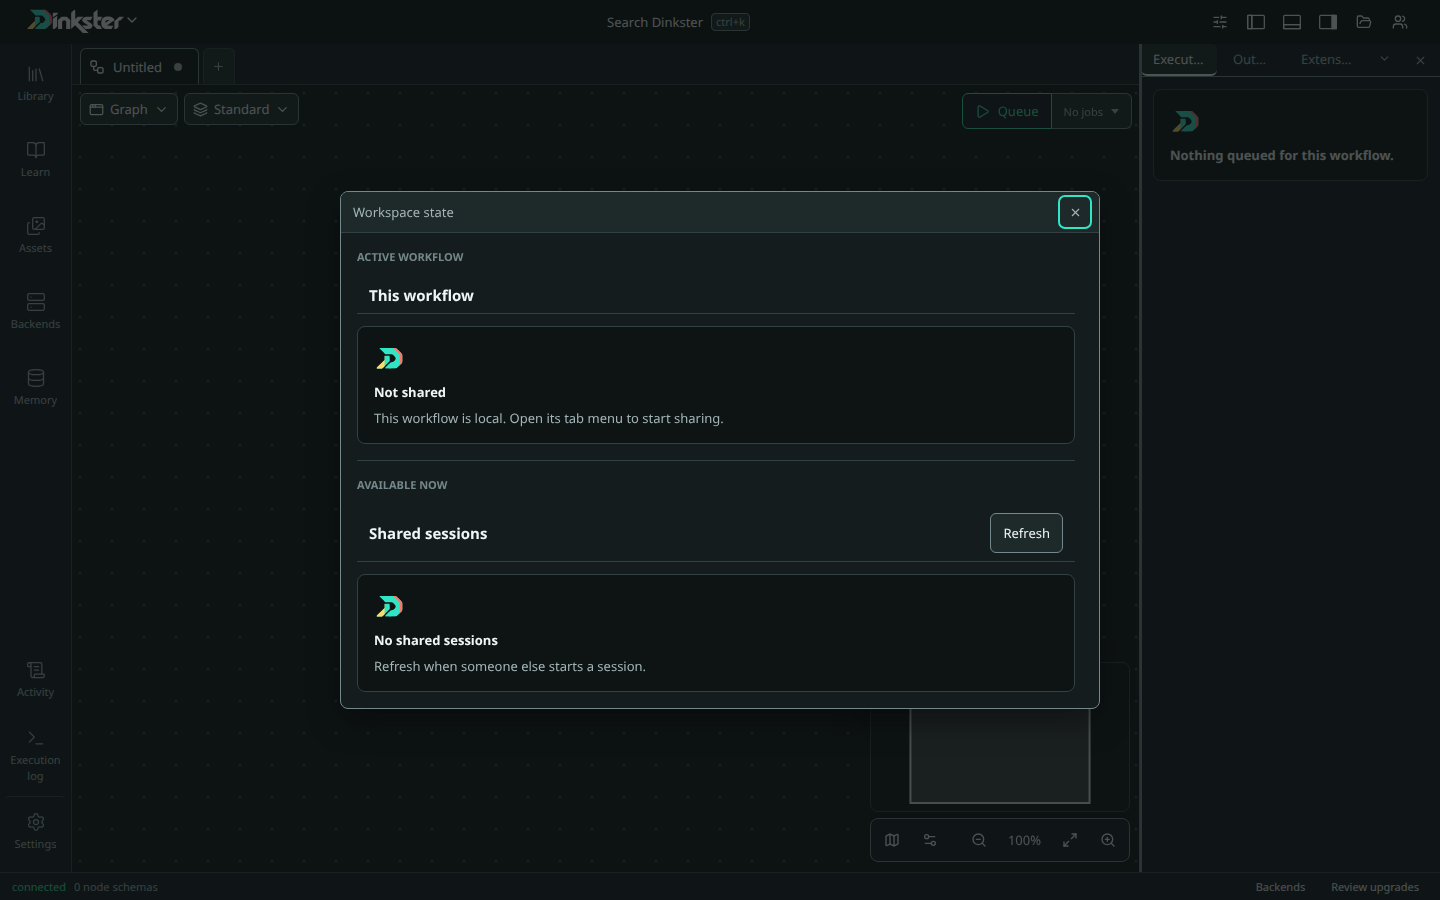 Dinkster
Search Dinkster ctrl+k
Untitled
+
Execut... Out... Extens...
Library
Learn
Assets
Backends
Memory
Activity
Execution
log
Settings
Graph Standard
Queue No jobs
Nothing queued for this workflow.
Workspace state
ACTIVE WORKFLOW
This workflow
Not shared
This workflow is local. Open its tab menu to start sharing.
AVAILABLE NOW
Shared sessions Refresh
No shared sessions
Refresh when someone else starts a session.
100%
connected 0 node schemas Backends Review upgrades